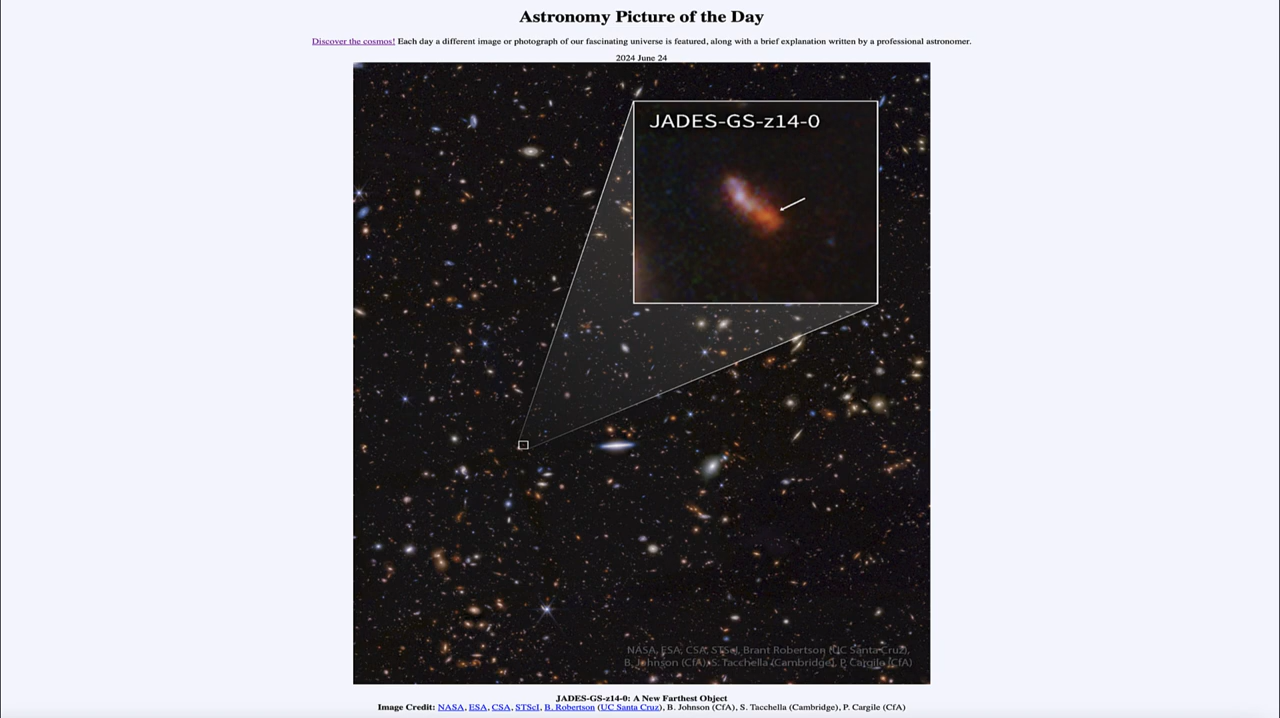 Astronomy Picture of the Day
Discover the cosmos! Each day a different image or photograph of our fascinating universe is featured, along with a brief explanation written by a professional astronomer.
2024 June 24
JADES-GS-z14-0
NASA, ESA, CSA, STScI, Brant Robertson (UC Santa Cruz),
B. Johnson (CfA), S. Tacchella (Cambridge), P. Cargile (CfA)
JADES-GS-z14-0: A New Farthest Object
Image Credit: NASA, ESA, CSA, STScI, B. Robertson (UC Santa Cruz), B. Johnson (CfA), S. Tacchella (Cambridge), P. Cargile (CfA)